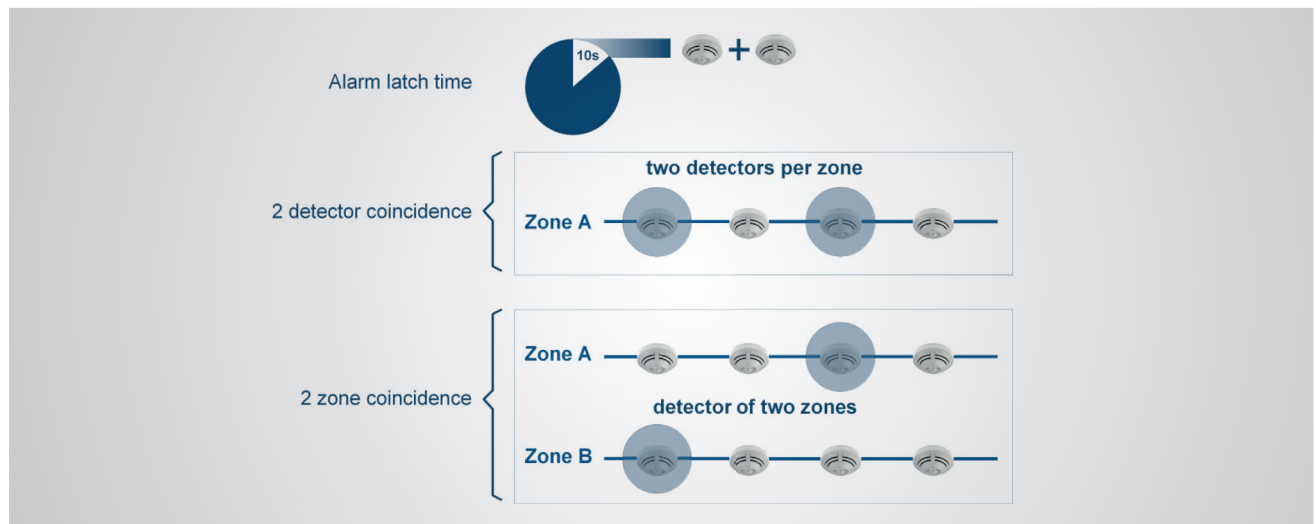 10s
Alarm latch time
two detectors per zone
2 detector coincidence
Zone A
Zone A
2 zone coincidence
detector of two zones
Zone B